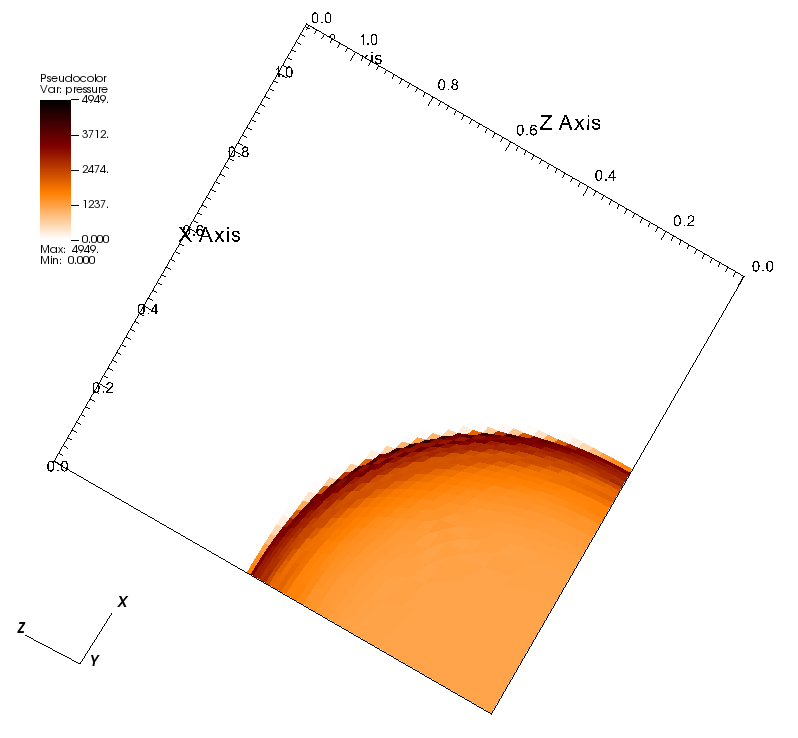 Pseudocolor
Var: pressure
4949.
3712.
2474.
1237.
0.000
Max: 4949.
Min: 0.000
0.0
1.0
0.8
0.6
Z Axis
0.4
0.2
0.0
1.0
0.8
0.6
X Axis
0.4
0.2
0.0
X
Z
Y